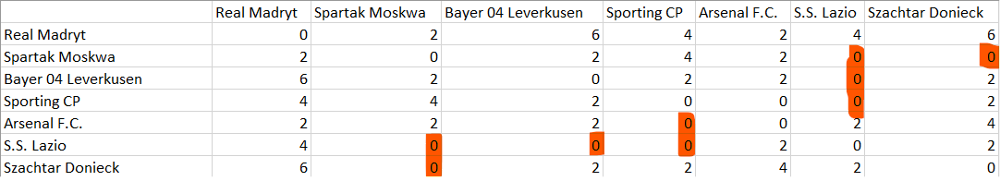 Real Madryt Spartak Moskwa Bayer 04 Leverkusen Sporting CP Arsenal F.C. S.S. Lazio Szachtar Donieck
Real Madryt 0 2 6 4 2 4 6
Spartak Moskwa 2 0 2 4 2 0 0
Bayer 04 Leverkusen 6 2 0 2 2 0 2
Sporting CP 4 4 2 0 0 0 2
Arsenal F.C. 2 2 2 0 0 2 4
S.S. Lazio 4 0 0 0 2 0 2
Szachtar Donieck 6 0 2 2 4 2 0